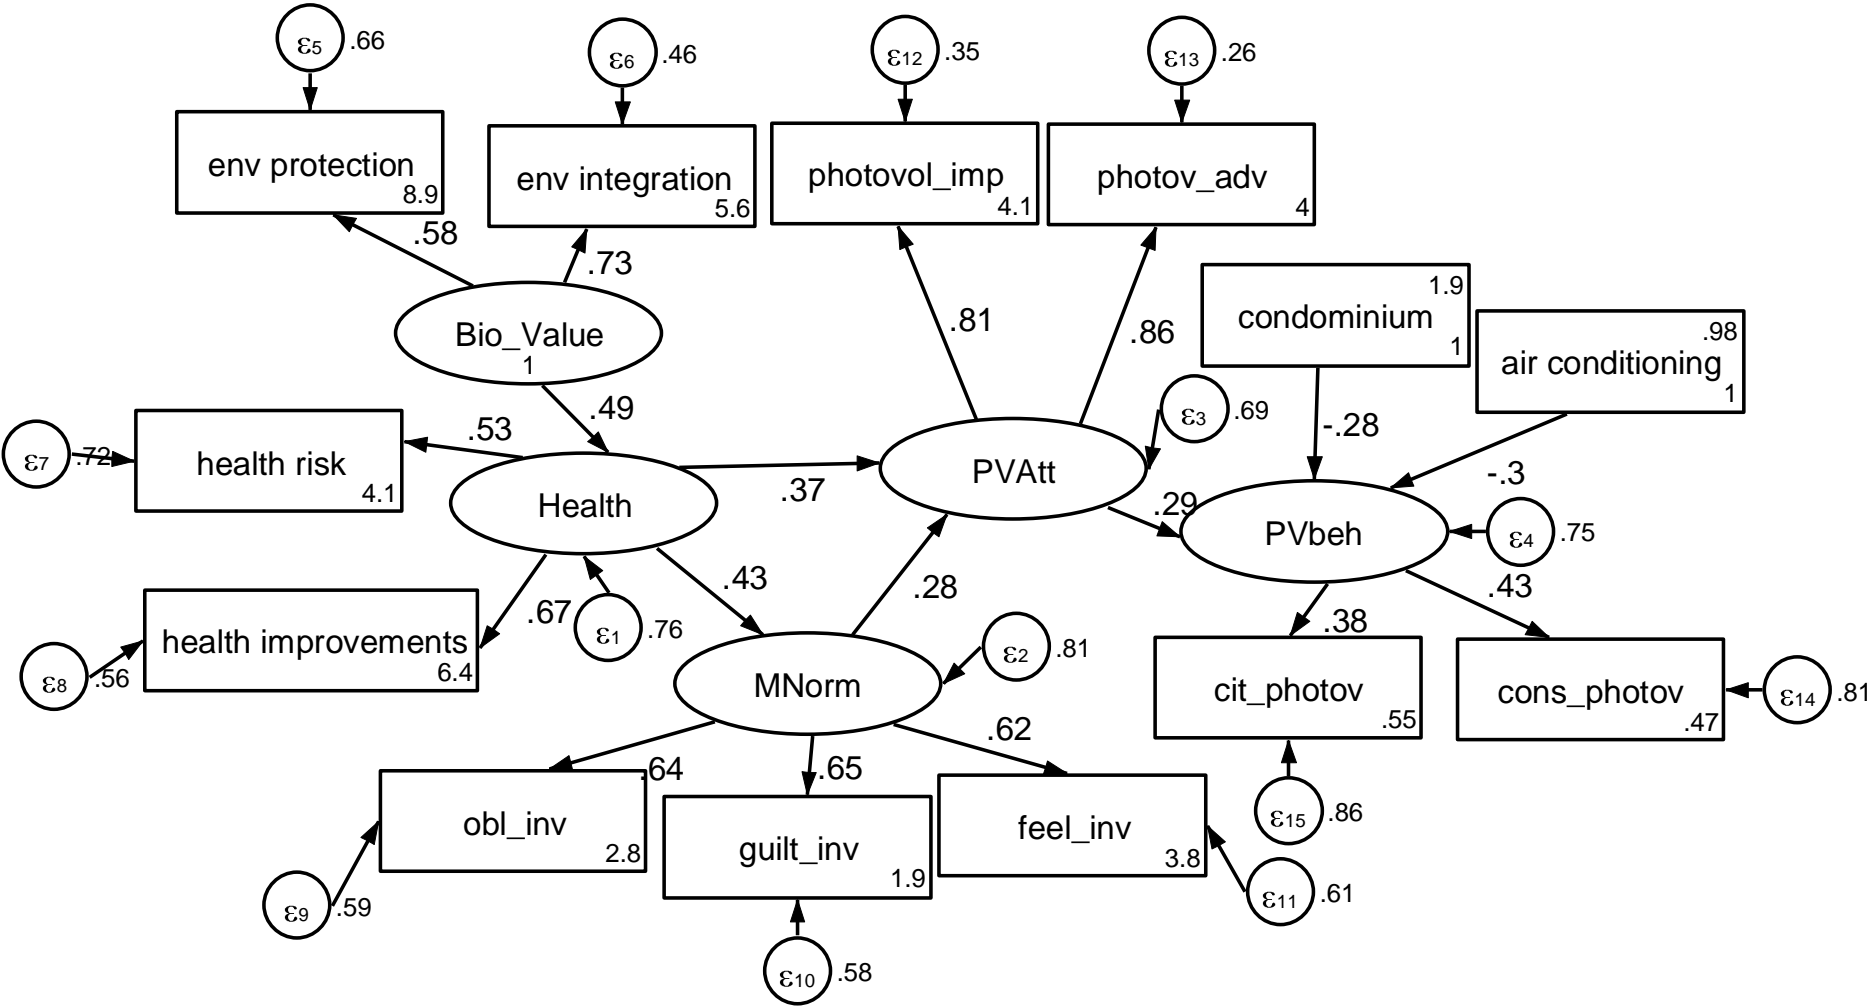 ε5 .66
ε6 .46
ε12 .35
ε13 .26
env protection
8.9
env integration
5.6
photovol_imp
4.1
photov_adv
4
.58
.73
.81
.86
Bio_Value
1
1.9
condominium
1
.98
air conditioning
1
.49
.53
ε7 .72
health risk
4.1
Health
.37
PVAtt
ε3 .69
-.28
-.3
.29
PVbeh
ε4 .75
.43
.28
.67
ε1 .76
health improvements
6.4
ε8 .56
MNorm
ε2 .81
.38
.43
cit_photov
.55
cons_photov
.47
ε14 .81
.64
.65
.62
obl_inv
2.8
guilt_inv
1.9
feel_inv
3.8
ε15 .86
ε9 .59
ε10 .58
ε11 .61